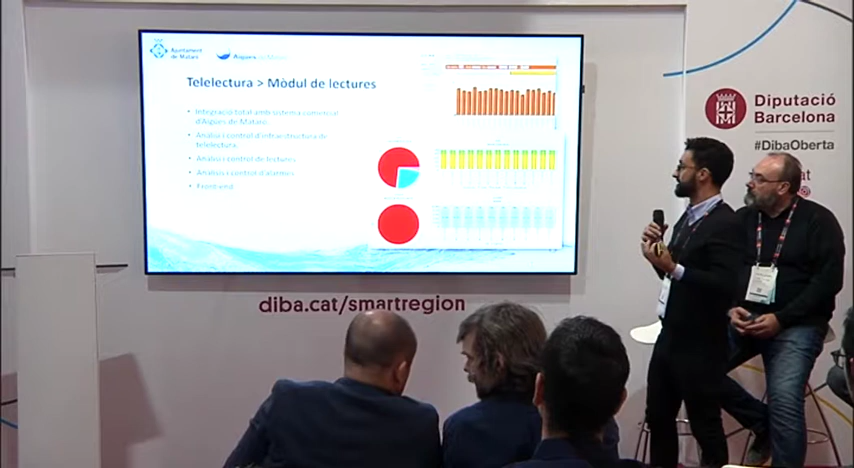 Ajuntament
de Mataró
Aigües de Mataró
Telelectura > Mòdul de lectures
• Integració total amb sistema comercial
d'Aigües de Mataró.
• Anàlisi i control d'infraestructura de
telelectura.
• Anàlisi i control de lectures.
• Anàlisi i control d'alarmes.
• Front-end.
Diputació
Barcelona
#DibaOberta
diba.cat/smartregion